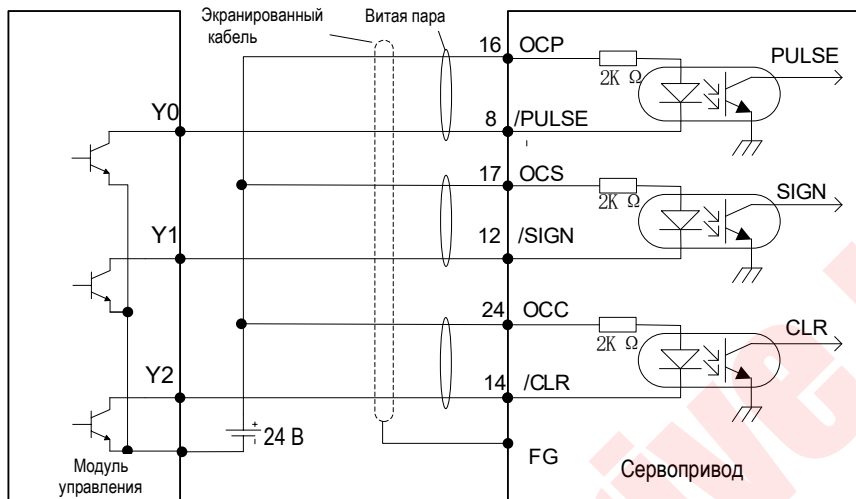 Экранированный
кабель
Витая пара
16 OCP
2K Ω
PULSE
Y0
8 /PULSE
17 OCS
2K Ω
SIGN
Y1
12 /SIGN
24 OCC
2K Ω
CLR
Y2
14 /CLR
+
24 В
FG
Модуль
управления
Сервопривод